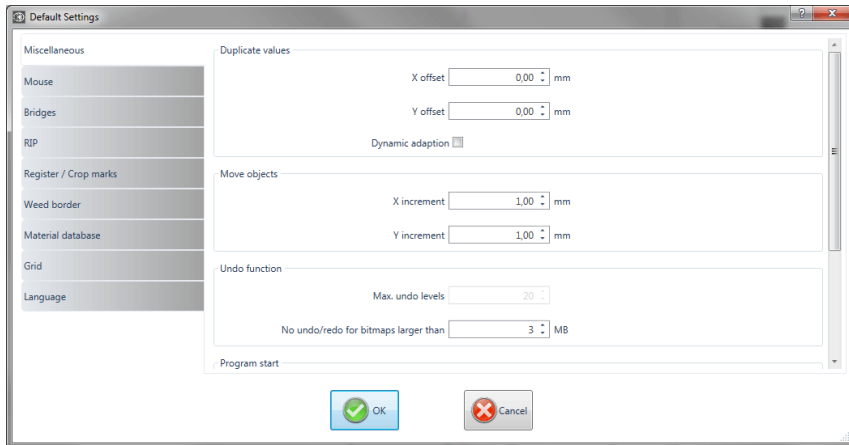 Default Settings
Miscellaneous
Mouse
Bridges
RIP
Register / Crop marks
Weed border
Material database
Grid
Language
Duplicate values
X offset 0,00 mm
Y offset 0,00 mm
Dynamic adaption
Move objects
X increment 1,00 mm
Y increment 1,00 mm
Undo function
Max. undo levels 20
No undo/redo for bitmaps larger than 3 MB
Program start
OK Cancel